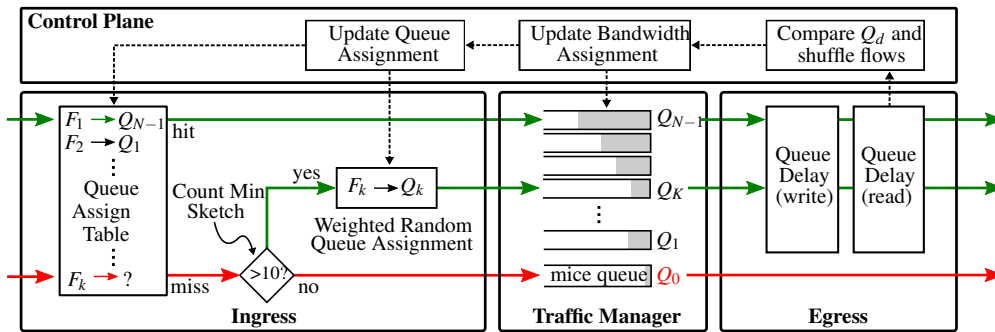 Control Plane
Update Queue
Assignment
Update Bandwidth
Assignment
Compare Q_d and
shuffle flows
F_1 → Q_{N−1}
F_2 → Q_1
Queue
Assign
Table
F_k → ?
hit
miss
Count Min
Sketch
>10?
yes
no
F_k → Q_k
Weighted Random
Queue Assignment
Ingress
Q_{N−1}
Q_K
Q_1
mice queue
Q_0
Traffic Manager
Queue
Delay
(write)
Queue
Delay
(read)
Egress